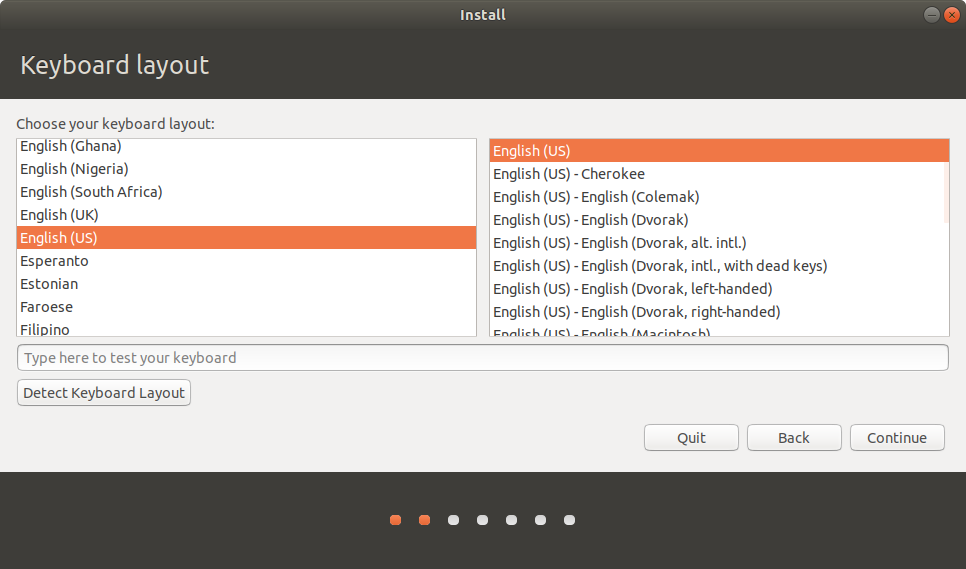 Install
Keyboard layout
Choose your keyboard layout:
English (Ghana)
English (Nigeria)
English (South Africa)
English (UK)
English (US)
Esperanto
Estonian
Faroese
Filipino
English (US)
English (US) - Cherokee
English (US) - English (Colemak)
English (US) - English (Dvorak)
English (US) - English (Dvorak, alt. intl.)
English (US) - English (Dvorak, intl., with dead keys)
English (US) - English (Dvorak, left-handed)
English (US) - English (Dvorak, right-handed)
English (US) - English (Macintosh)
Type here to test your keyboard
Detect Keyboard Layout
Quit
Back
Continue